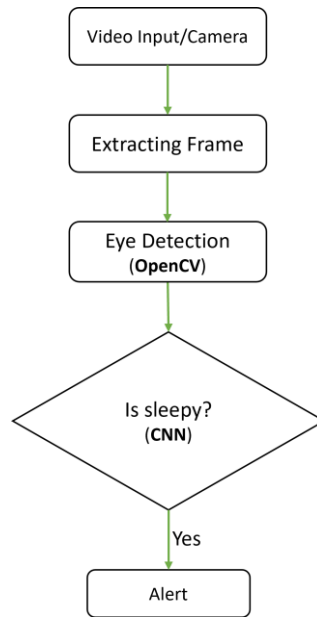 Video Input/Camera
Extracting Frame
Eye Detection
(OpenCV)
Is sleepy?
(CNN)
Yes
Alert